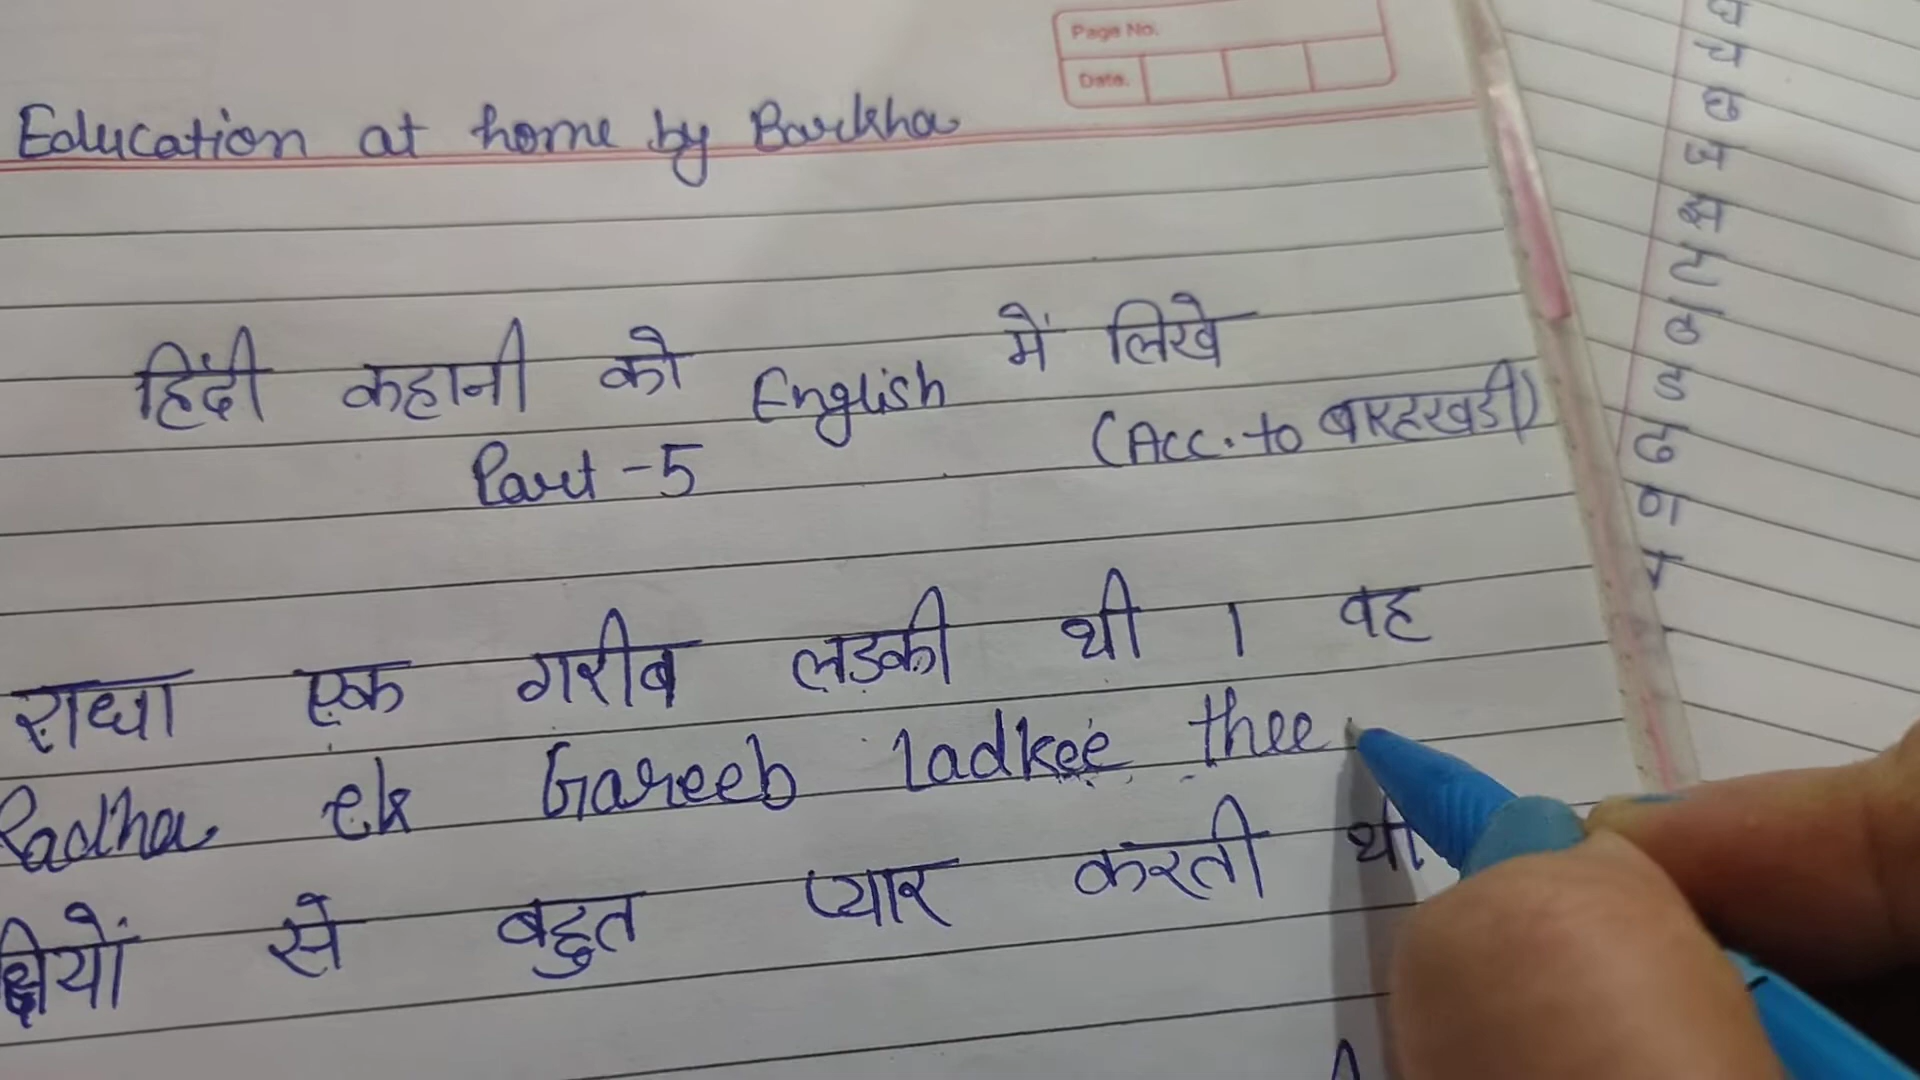 Page No.
Date.
Education at home by Barkha
हिंदी कहानी को English में लिखे
Part-5 (Acc. to बारहखडी)
राधा एक गरीब लडकी थी । वह
Radha ek Gareeb ladkee thee
से बहुत प्यार करती थी
घ
च
छ
ज
झ
ट
ठ
ड
ढ
ण